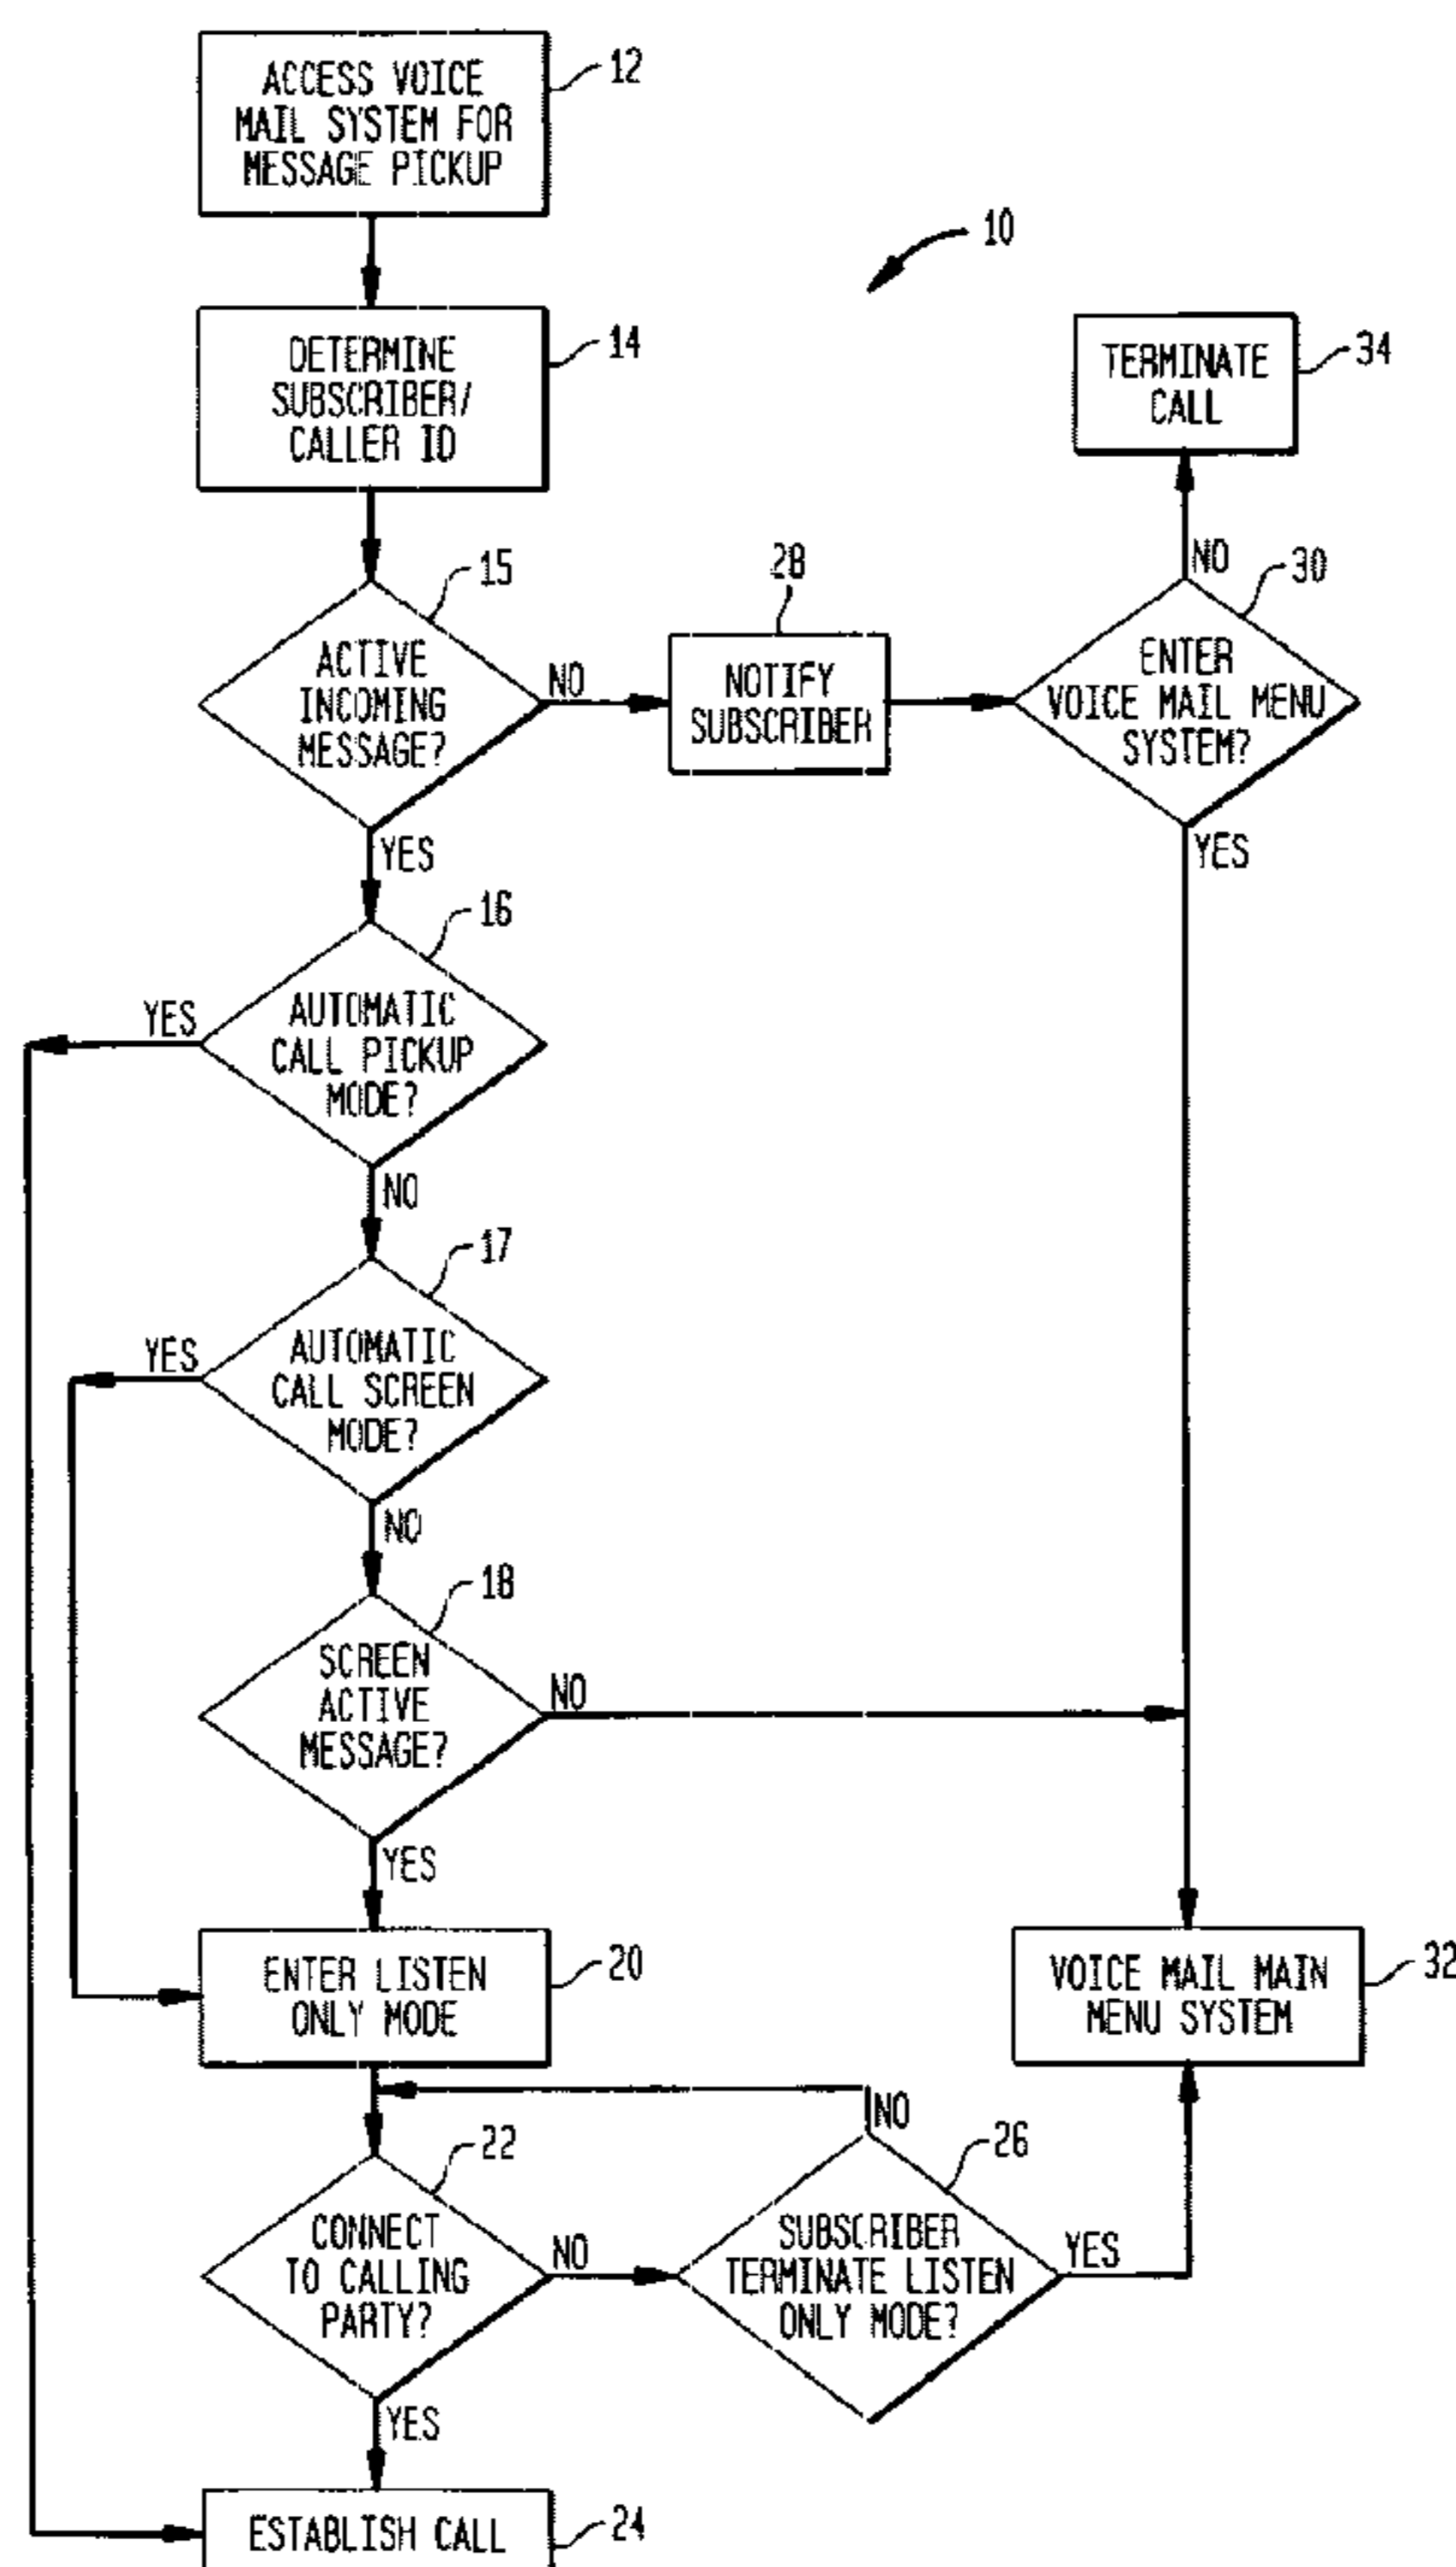 ACCESS VOICE
MAIL SYSTEM FOR
MESSAGE PICKUP
12
10
DETERMINE
SUBSCRIBER/
CALLER ID
14
TERMINATE
CALL
34
15
ACTIVE
INCOMING
MESSAGE?
NO
YES
28
NOTIFY
SUBSCRIBER
NO
30
ENTER
VOICE MAIL MENU
SYSTEM?
YES
16
YES
AUTOMATIC
CALL PICKUP
MODE?
NO
17
YES
AUTOMATIC
CALL SCREEN
MODE?
NO
18
SCREEN
ACTIVE
MESSAGE?
NO
YES
ENTER LISTEN
ONLY MODE
20
VOICE MAIL MAIN
MENU SYSTEM
32
22
CONNECT
TO CALLING
PARTY?
NO
NO
26
SUBSCRIBER
TERMINATE LISTEN
ONLY MODE?
YES
YES
ESTABLISH CALL
24